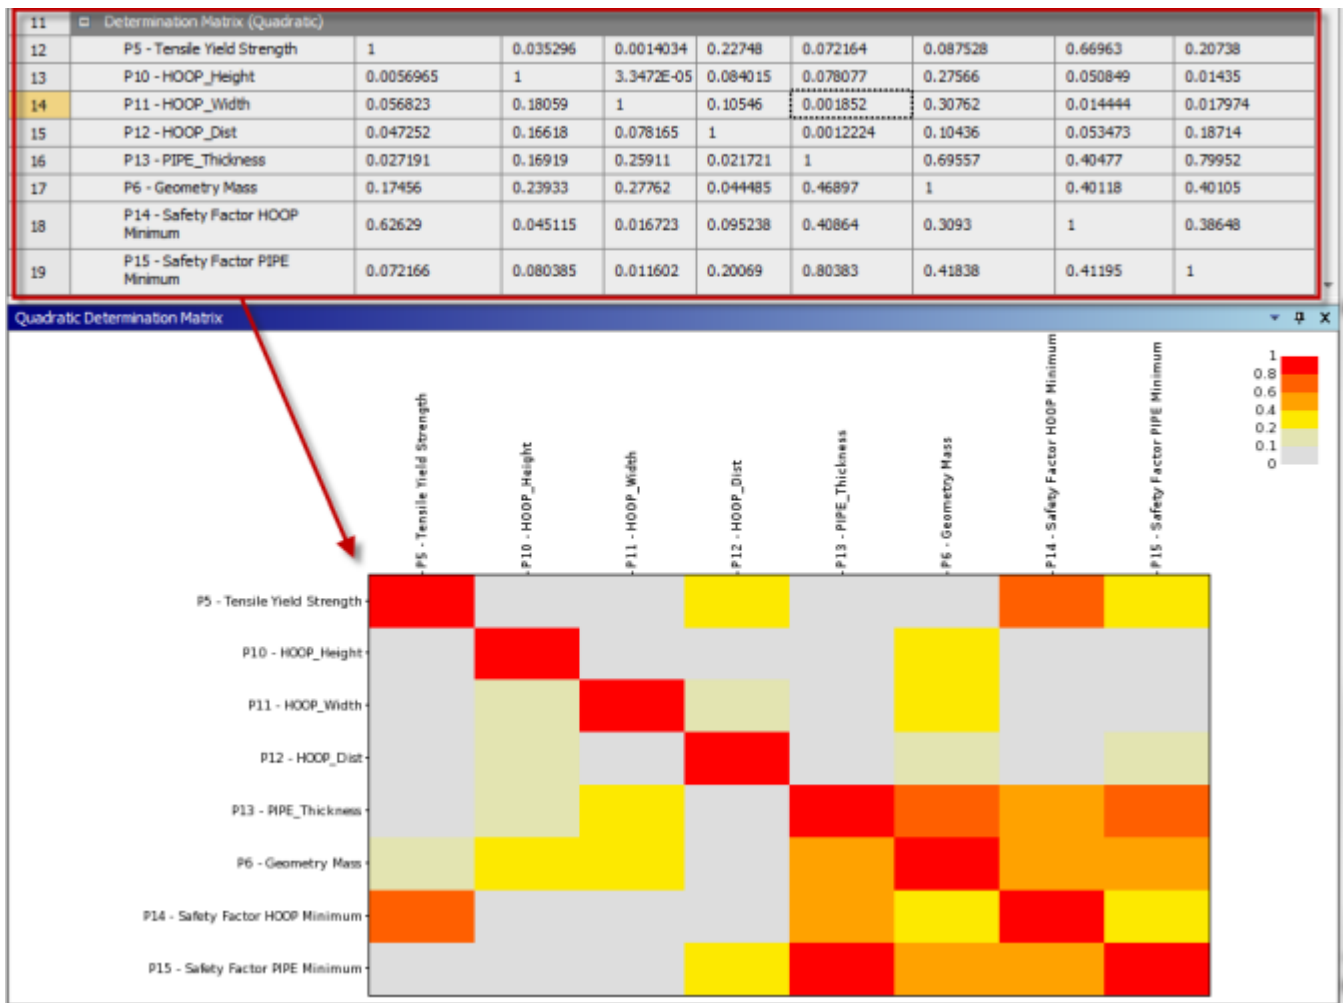 11 Determination Matrix (Quadratic)
12 P5 - Tensile Yield Strength 1 0.035296 0.0014034 0.22748 0.072164 0.087528 0.66963 0.20738
13 P10 - HOOP_Height 0.0056965 1 3.3472E-05 0.084015 0.078077 0.27566 0.050849 0.01435
14 P11 - HOOP_Width 0.056823 0.18059 1 0.10546 0.001852 0.30762 0.014444 0.017974
15 P12 - HOOP_Dist 0.047252 0.16618 0.078165 1 0.0012224 0.10436 0.053473 0.18714
16 P13 - PIPE_Thickness 0.027191 0.16919 0.25911 0.021721 1 0.69557 0.40477 0.79952
17 P6 - Geometry Mass 0.17456 0.23933 0.27762 0.044485 0.46897 1 0.40118 0.40105
18 P14 - Safety Factor HOOP Minimum 0.62629 0.045115 0.016723 0.095238 0.40864 0.3093 1 0.38648
19 P15 - Safety Factor PIPE Minimum 0.072166 0.080385 0.011602 0.20069 0.80383 0.41838 0.41195 1
Quadratic Determination Matrix
P5 - Tensile Yield Strength
P10 - HOOP_Height
P11 - HOOP_Width
P12 - HOOP_Dist
P13 - PIPE_Thickness
P6 - Geometry Mass
P14 - Safety Factor HOOP Minimum
P15 - Safety Factor PIPE Minimum
1
0.8
0.6
0.4
0.2
0.1
0
P5 - Tensile Yield Strength
P10 - HOOP_Height
P11 - HOOP_Width
P12 - HOOP_Dist
P13 - PIPE_Thickness
P6 - Geometry Mass
P14 - Safety Factor HOOP Minimum
P15 - Safety Factor PIPE Minimum